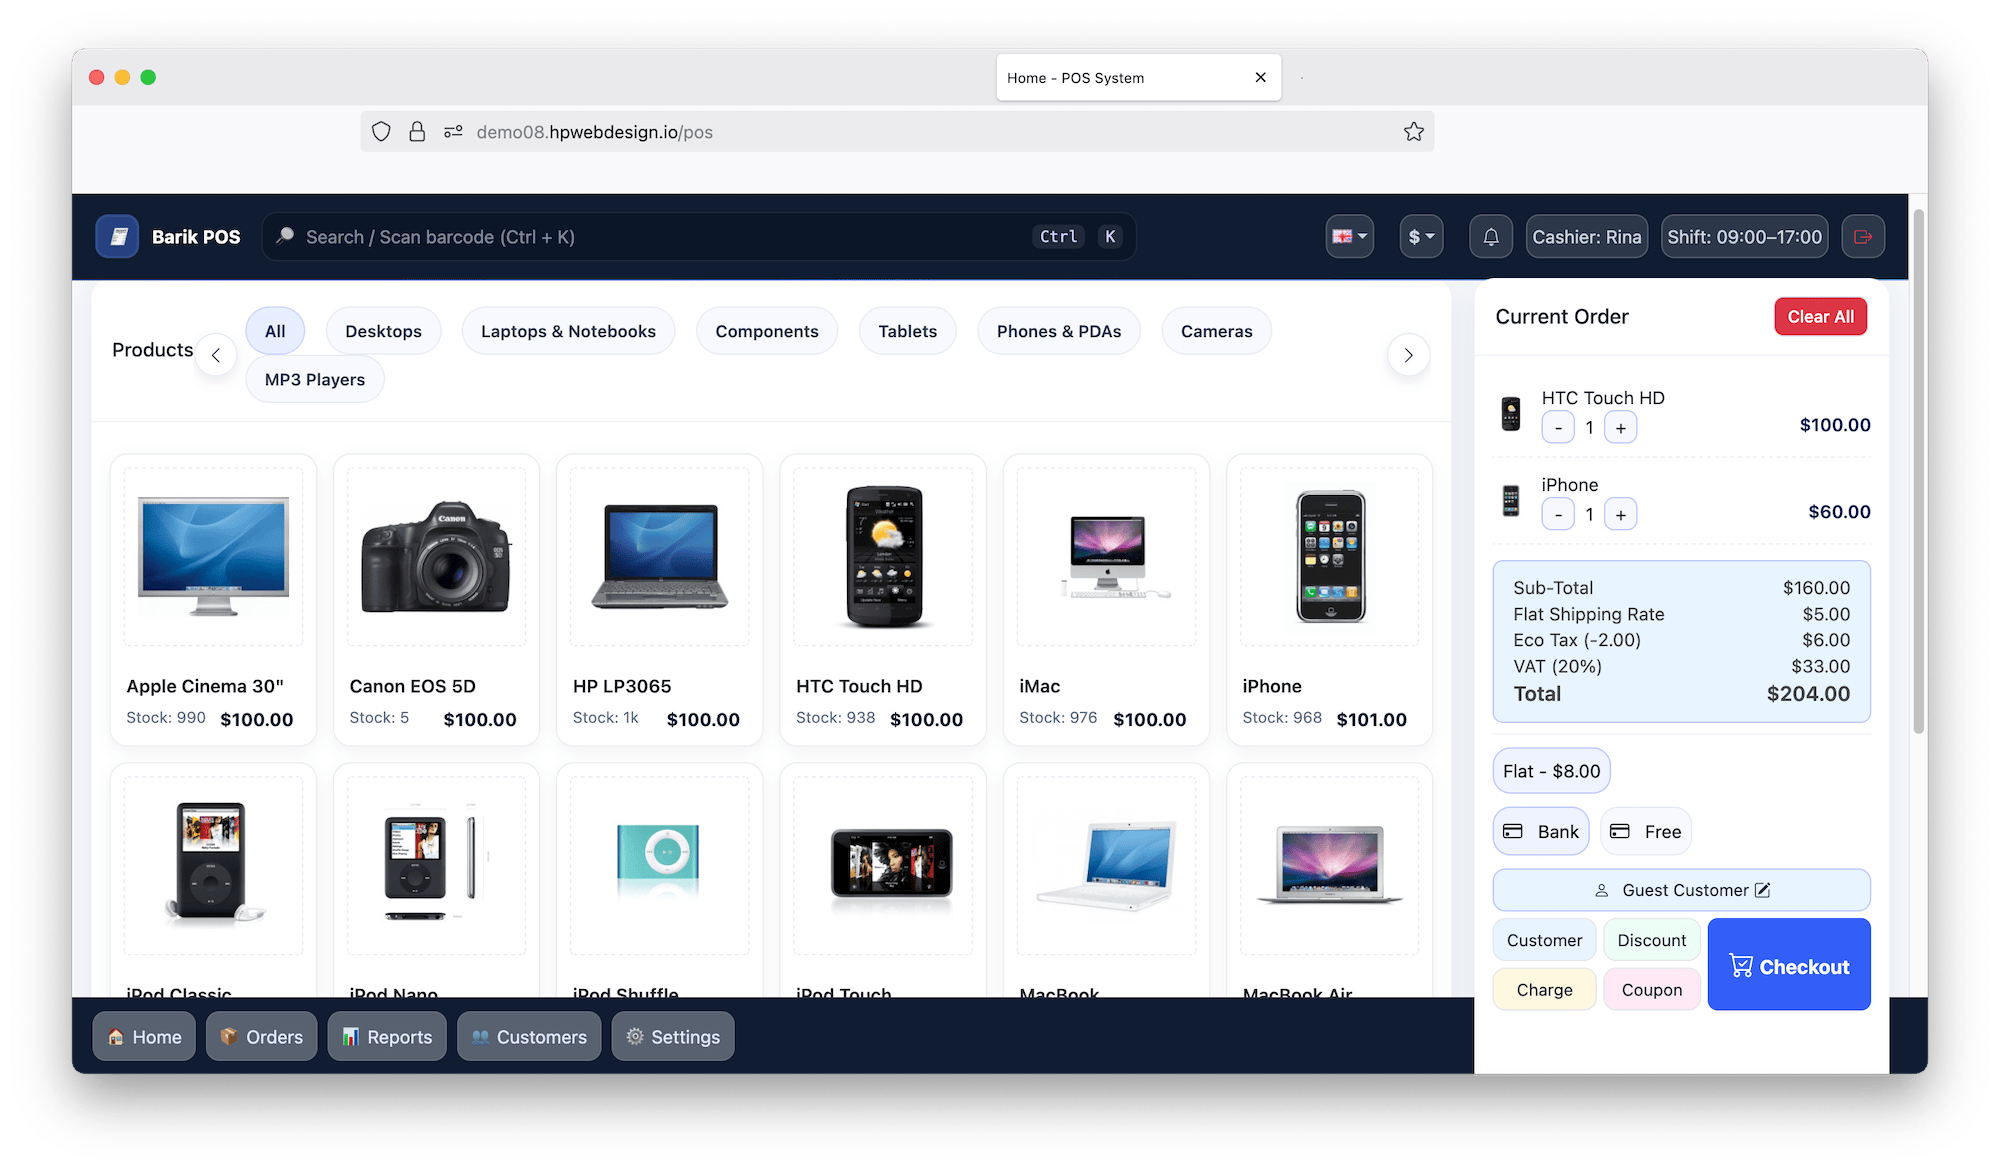 Home - POS System
demo08.hpwebdesign.io/pos
Barik POS
Search / Scan barcode (Ctrl + K)
Ctrl K
$
Cashier: Rina
Shift: 09:00–17:00
Products
All
Desktops
Laptops & Notebooks
Components
Tablets
Phones & PDAs
Cameras
MP3 Players
Apple Cinema 30"
Stock: 990 $100.00
Canon EOS 5D
Stock: 5 $100.00
HP LP3065
Stock: 1k $100.00
HTC Touch HD
Stock: 938 $100.00
iMac
Stock: 976 $100.00
iPhone
Stock: 968 $101.00
iPod Classic
iPod Nano
iPod Shuffle
iPod Touch
MacBook
MacBook Air
Current Order
Clear All
HTC Touch HD
- 1 +
$100.00
iPhone
- 1 +
$60.00
Sub-Total $160.00
Flat Shipping Rate $5.00
Eco Tax (-2.00) $6.00
VAT (20%) $33.00
Total $204.00
Flat - $8.00
Bank
Free
Guest Customer
Customer
Discount
Charge
Coupon
Checkout
Home
Orders
Reports
Customers
Settings